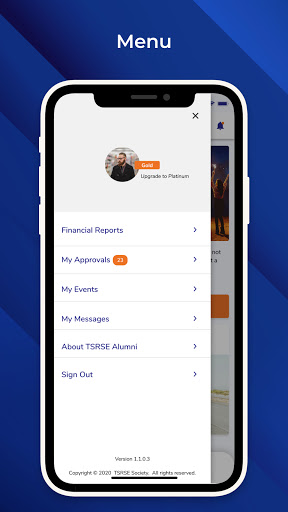 Menu
Gold
Upgrade to Platinum
not
a
Financial Reports
My Approvals 23
My Events
My Messages
About TSRSE Alumni
Sign Out
Version 1.1.0.3
Copyright © 2020 TSRSE Society. All rights reserved.